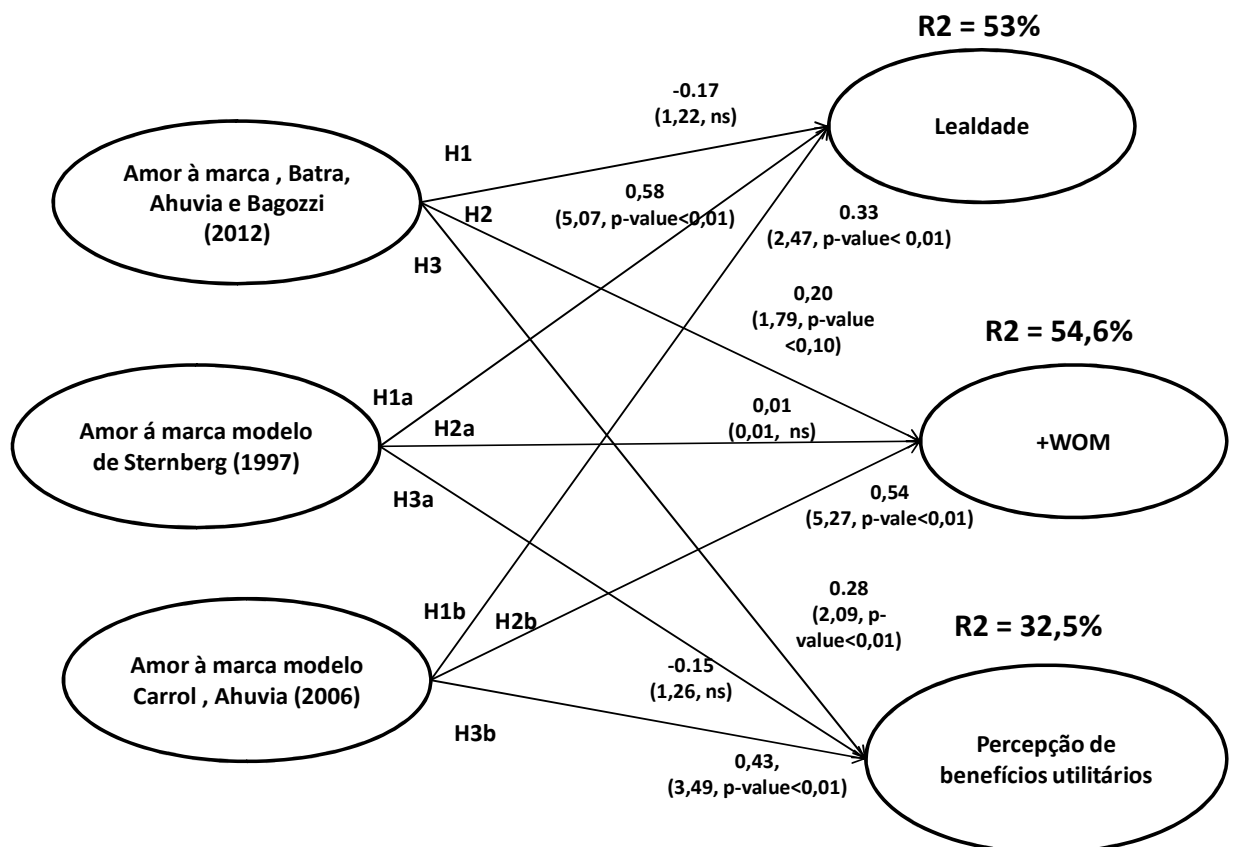 R2 = 53%
-0.17
(1,22, ns)
Lealdade
H1
Amor à marca , Batra,
Ahuvia e Bagozzi
(2012)
0,58
(5,07, p-value<0,01)
H2
0.33
(2,47, p-value< 0,01)
H3
0,20
(1,79, p-value
<0,10)
R2 = 54,6%
H1a
0,01
(0,01, ns)
H2a
Amor á marca modelo
de Sternberg (1997)
+WOM
H3a
0,54
(5,27, p-vale<0,01)
H1b
H2b
0.28
(2,09, p-
value<0,01)
R2 = 32,5%
Amor à marca modelo
Carrol , Ahuvia (2006)
-0.15
(1,26, ns)
H3b
0,43,
(3,49, p-value<0,01)
Percepção de
benefícios utilitários